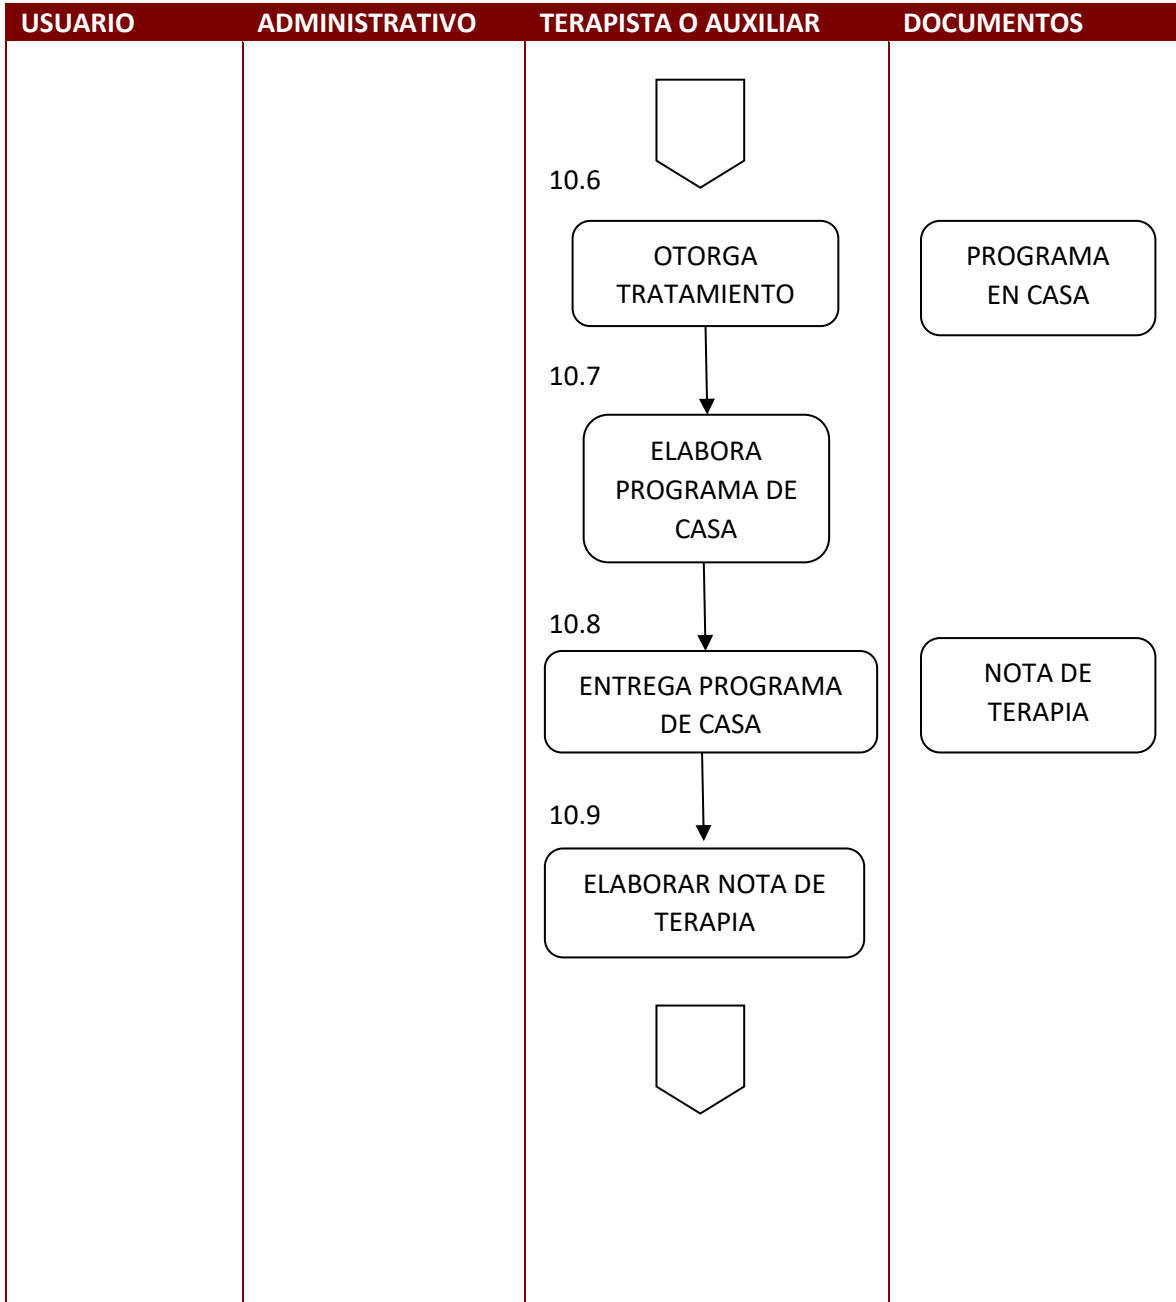 USUARIO ADMINISTRATIVO TERAPISTA O AUXILIAR DOCUMENTOS
10.6
OTORGA
TRATAMIENTO
PROGRAMA
EN CASA
10.7
ELABORA
PROGRAMA DE
CASA
10.8
ENTREGA PROGRAMA
DE CASA
NOTA DE
TERAPIA
10.9
ELABORAR NOTA DE
TERAPIA